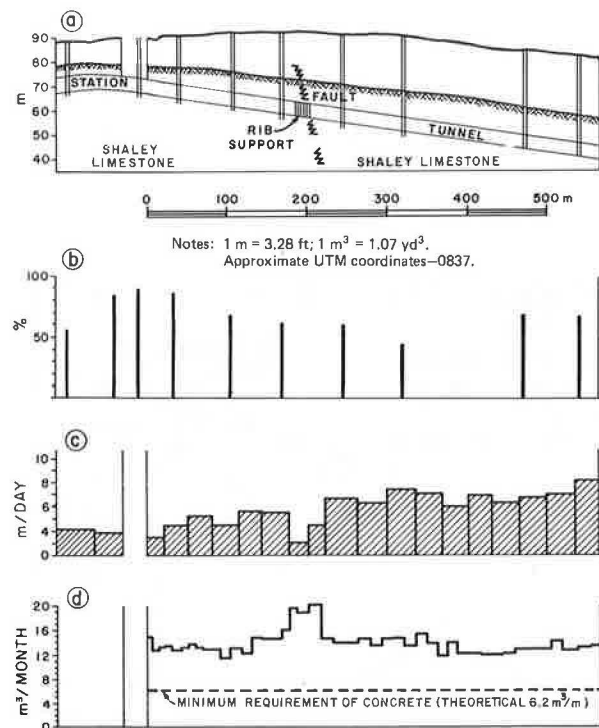 a
90
80
70
m
60
50
40
STATION
FAULT
RIB
SUPPORT
TUNNEL
SHALEY
LIMESTONE
SHALEY LIMESTONE
0 100 200 300 400 500 m
Notes: 1 m = 3.28 ft; 1 m³ = 1.07 yd³.
Approximate UTM coordinates—0837.
b
100
%
50
c
10
8
m/DAY
4
2
0
d
20
16
12
m³/MONTH
8
4
0
MINIMUM REQUIREMENT OF CONCRETE (THEORETICAL 6.2 m³/m)